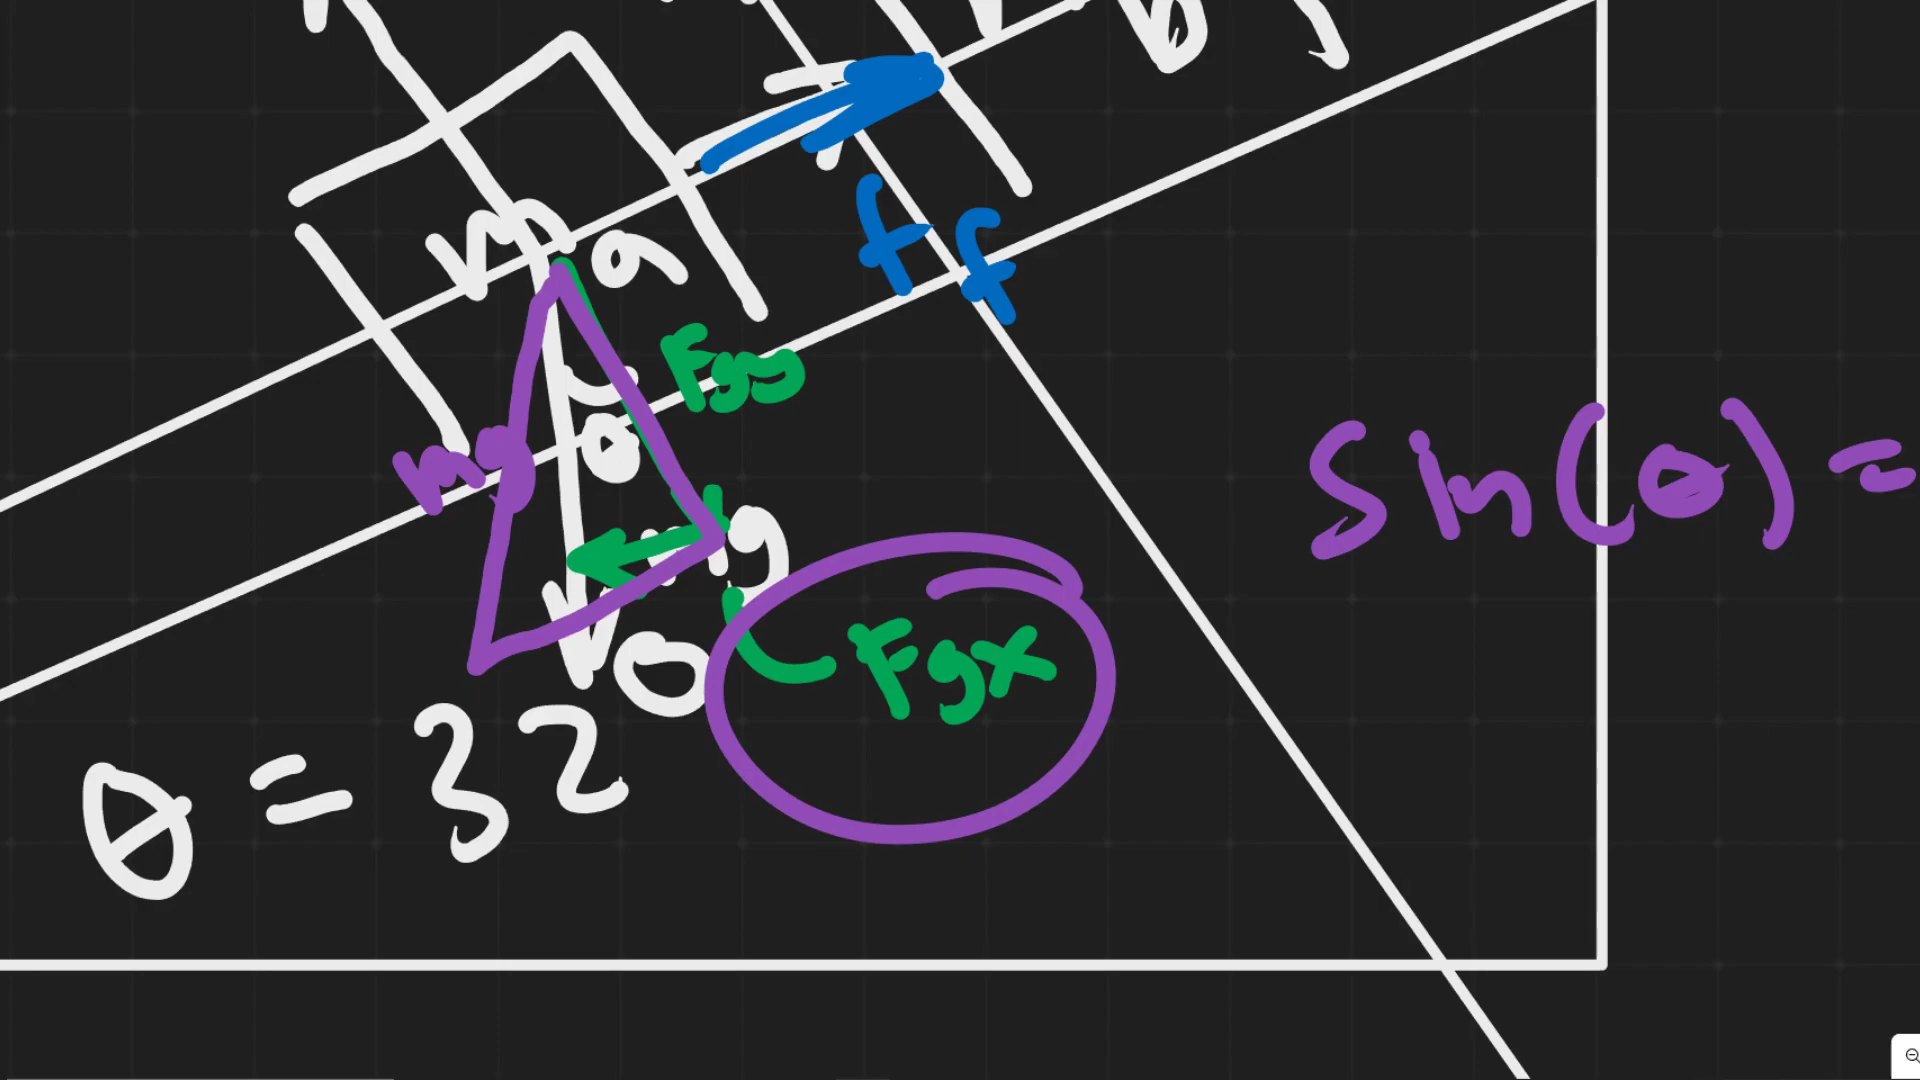 ma
ff
Fgy
mg
θ
sin(θ) =
mg
Fgx
θ = 32°